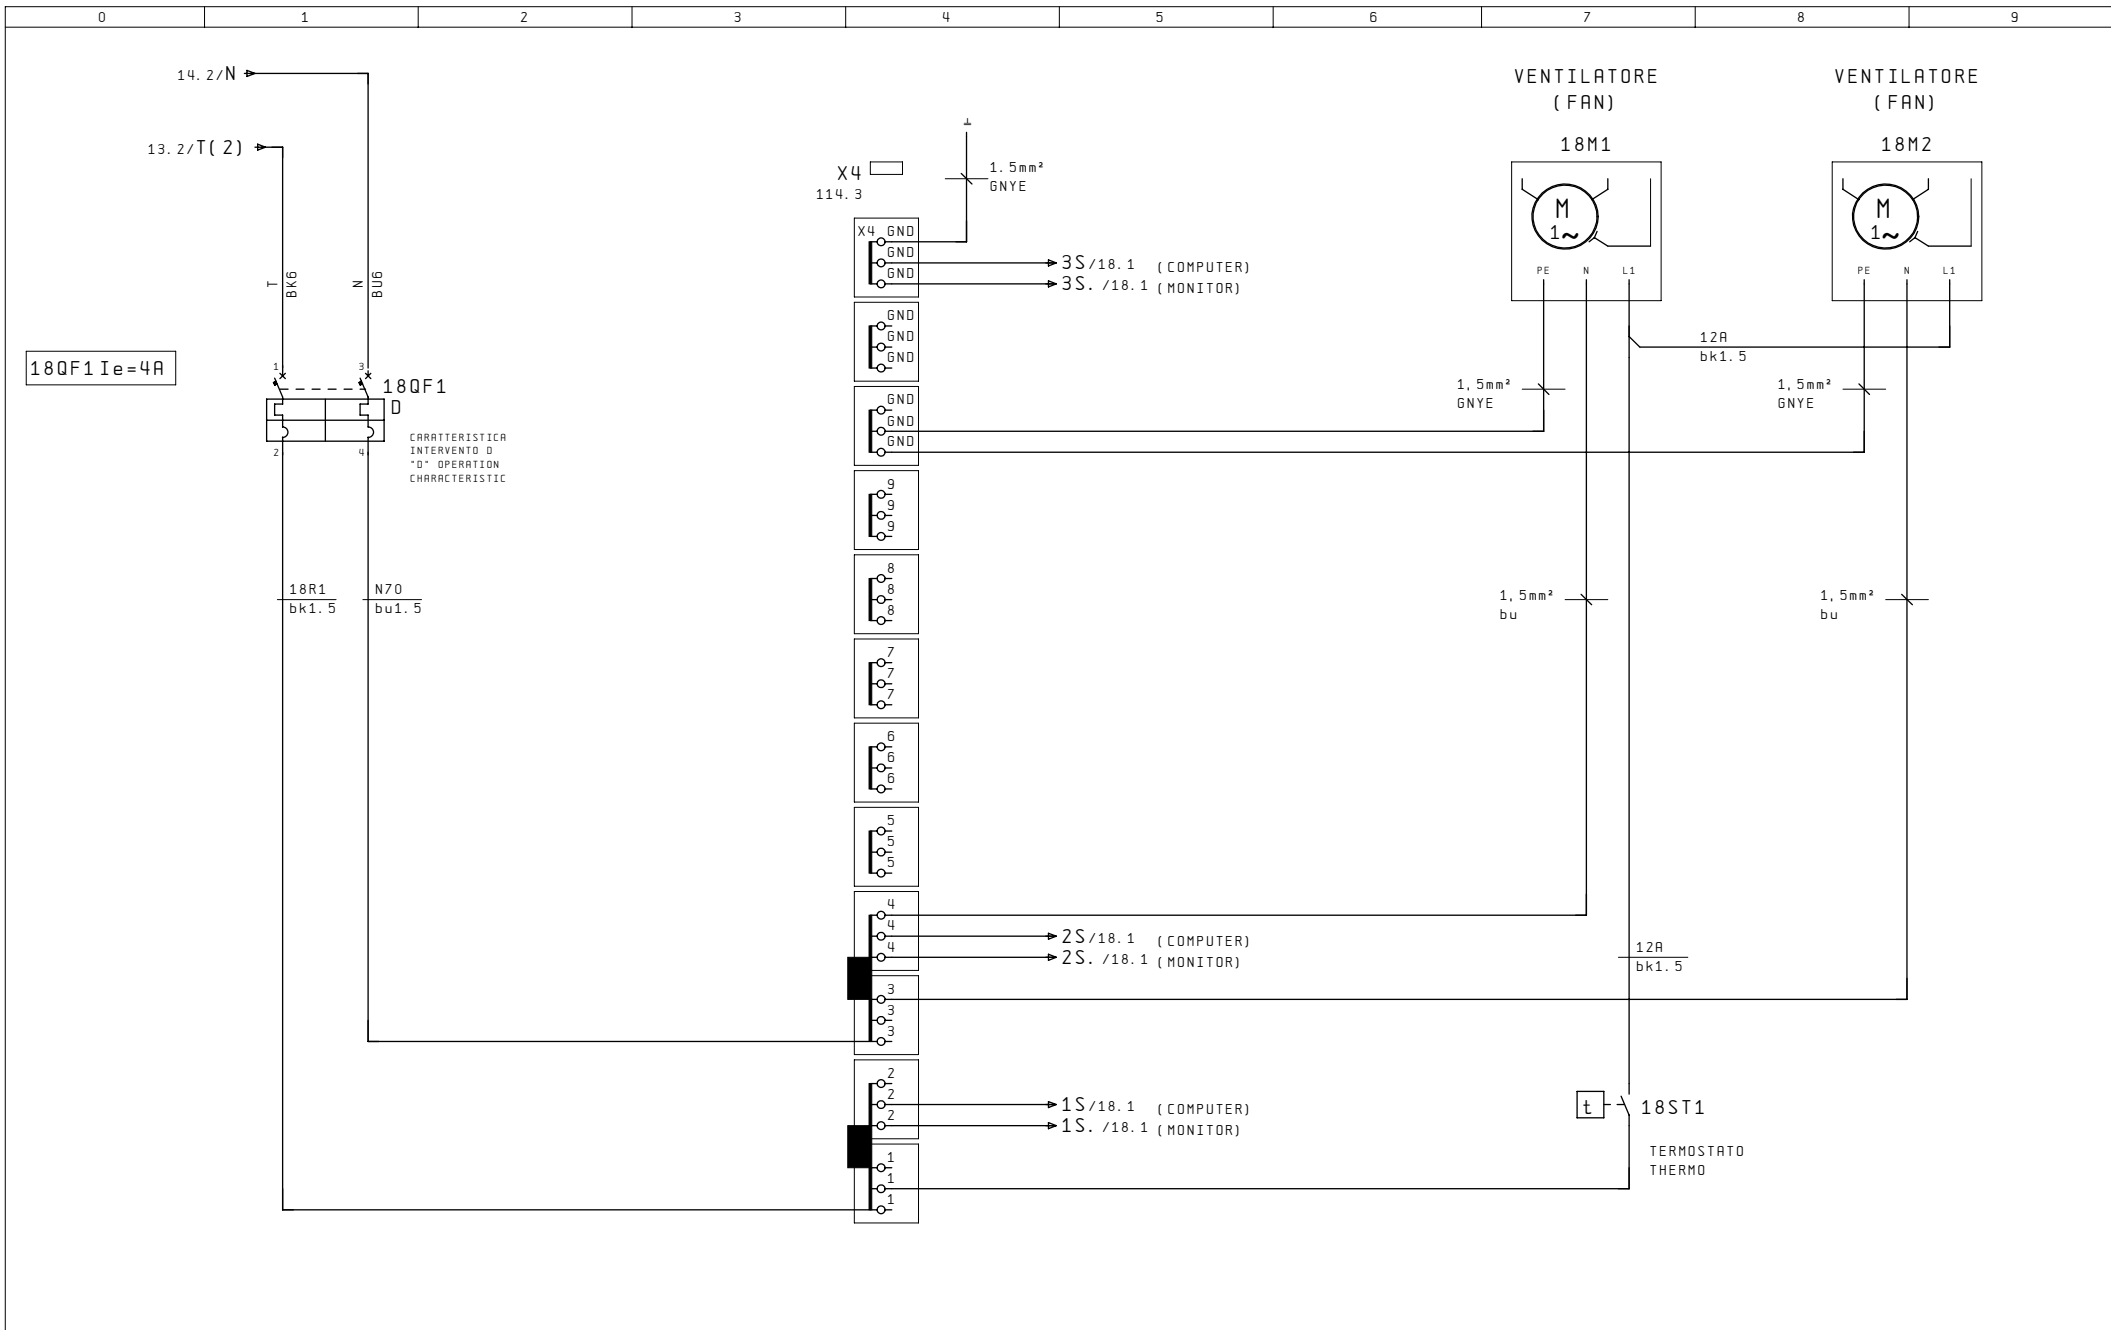 0 1 2 3 4 5 6 7 8 9
14.2/N
13.2/T(2)
T
BK6
N
BU6
18QF1 Ie=4A
1
3
18QF1
D
2
4
CARATTERISTICA
INTERVENTO D
"D" OPERATION
CHARACTERISTIC
18R1
bk1.5
N70
bu1.5
X4
114.3
1.5mm²
GNYE
X4 GND
GND
3S/18.1 (COMPUTER)
GND
3S./18.1 (MONITOR)
GND
GND
GND
GND
GND
GND
9
9
9
8
8
8
7
7
7
6
6
6
5
5
5
4
4
2S/18.1 (COMPUTER)
4
2S./18.1 (MONITOR)
3
3
3
2
2
1S/18.1 (COMPUTER)
2
1S./18.1 (MONITOR)
1
1
1
VENTILATORE
(FAN)
18M1
M
1~
PE N L1
VENTILATORE
(FAN)
18M2
M
1~
PE N L1
12A
bk1.5
1,5mm²
GNYE
1,5mm²
GNYE
1,5mm²
bu
1,5mm²
bu
12A
bk1.5
t
18ST1
TERMOSTATO
THERMO